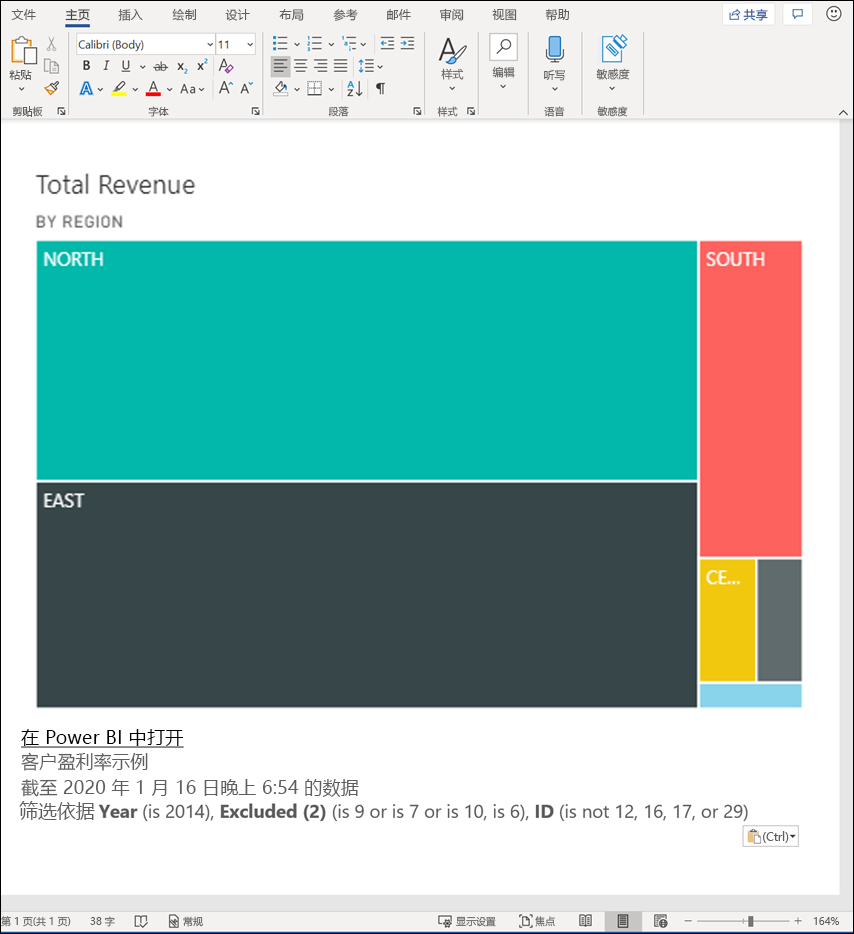 文件 主页 插入 绘制 设计 布局 参考 邮件 审阅 视图 帮助 共享
Calibri (Body) 11
粘贴 样式 编辑 听写 敏感度
B I U ab x₂ x² A
A A Aa A A
剪贴板 字体 段落 样式 语音 敏感度
Total Revenue
BY REGION
NORTH SOUTH
EAST
CE...
在 Power BI 中打开
客户盈利率示例
截至 2020 年 1 月 16 日晚上 6:54 的数据
筛选依据 Year (is 2014), Excluded (2) (is 9 or is 7 or is 10, is 6), ID (is not 12, 16, 17, or 29)
(Ctrl)
第 1 页(共 1 页) 38 字 常规 显示设置 焦点 164%